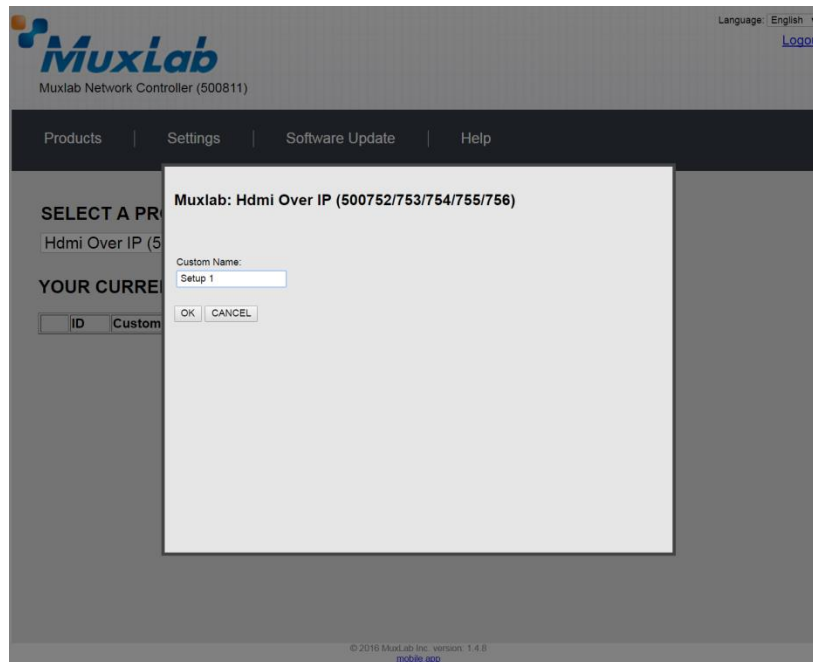 Language: English
Logou
MuxLab
Muxlab Network Controller (500811)
Products | Settings | Software Update | Help
SELECT A PR
Hdmi Over IP (5
YOUR CURRE
ID Custom
Muxlab: Hdmi Over IP (500752/753/754/755/756)
Custom Name:
Setup 1
OK CANCEL
© 2016 MuxLab Inc. version: 1.4.8
mobile app